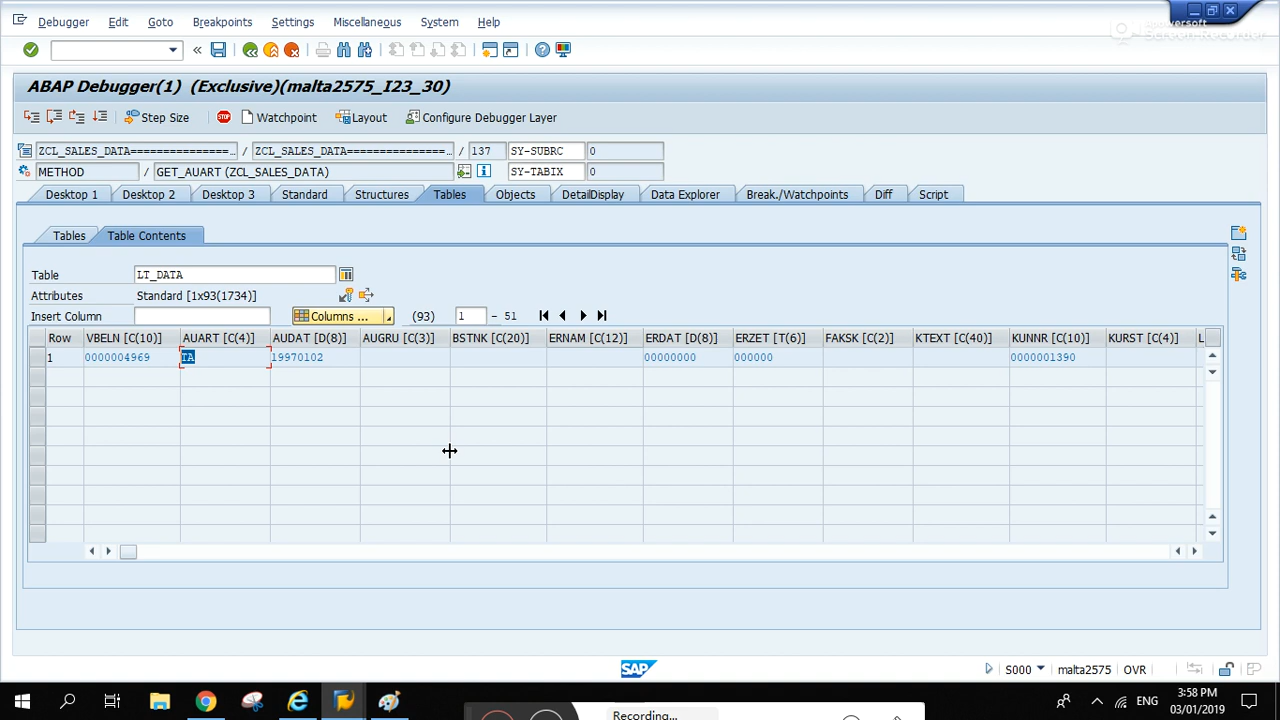 Debugger Edit Goto Breakpoints Settings Miscellaneous System Help
Screen Recorder
ABAP Debugger(1) (Exclusive)(malta2575_I23_30)
Step Size STOP Watchpoint Layout Configure Debugger Layer
ZCL_SALES_DATA===============… / ZCL_SALES_DATA===============… / 137 SY-SUBRC 0
METHOD / GET_AUART (ZCL_SALES_DATA) SY-TABIX 0
Desktop 1 Desktop 2 Desktop 3 Standard Structures Tables Objects DetailDisplay Data Explorer Break./Watchpoints Diff Script
Tables Table Contents
Table LT_DATA
Attributes Standard [1x93(1734)]
Insert Column Columns ... (93) 1 - 51
Row VBELN [C(10)] AUART [C(4)] AUDAT [D(8)] AUGRU [C(3)] BSTNK [C(20)] ERNAM [C(12)] ERDAT [D(8)] ERZET [T(6)] FAKSK [C(2)] KTEXT [C(40)] KUNNR [C(10)] KURST [C(4)] L
1 0000004969 TA 19970102 00000000 000000 0000001390
SAP S000 malta2575 OVR
ENG 3:58 PM
03/01/2019
Recording...